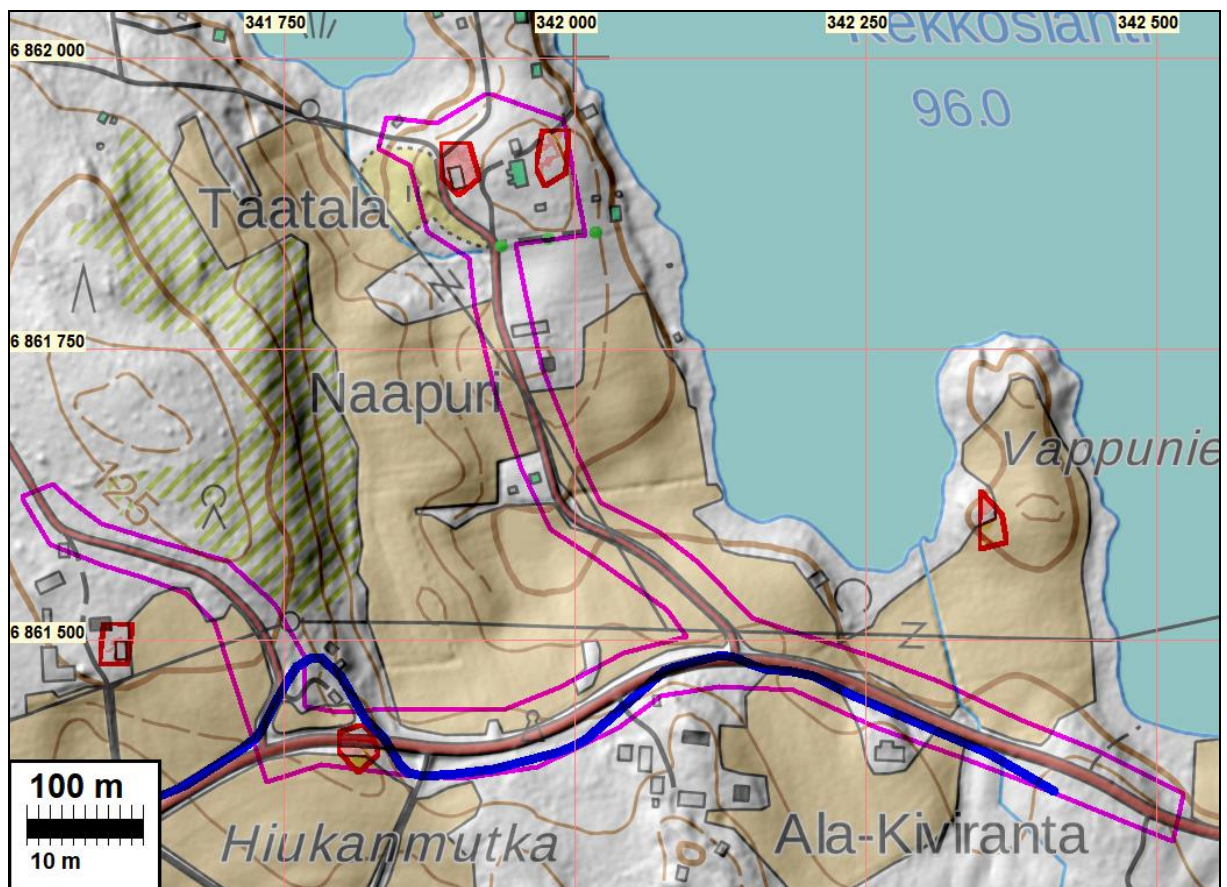 341 750
342 000
342 250
342 500
6 862 000
96.0
Taatala
6 861 750
Naapuri
Vappunie
125
6 861 500
100 m
10 m
Hiukanmutka
Ala-Kiviranta